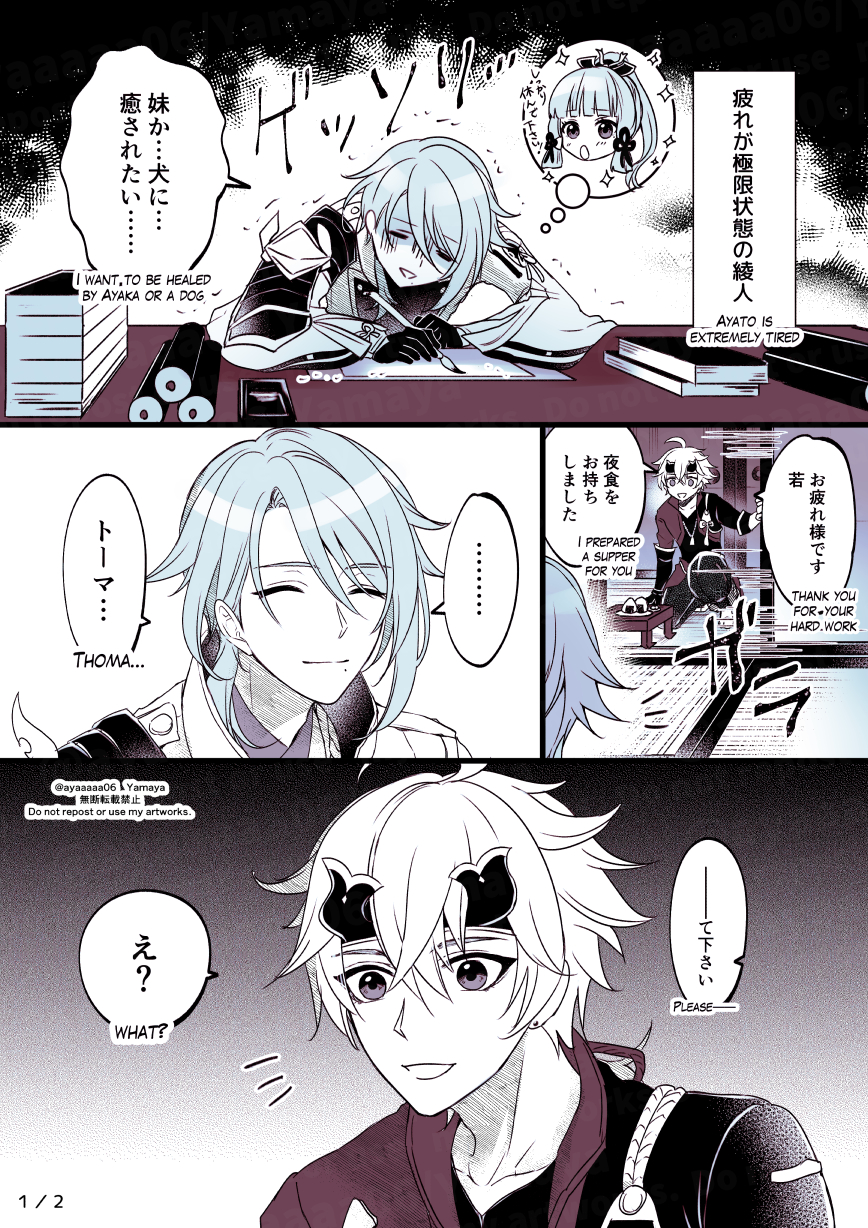 疲れが極限状態の綾人
AYATO IS
EXTREMELY TIRED
しっかり
休んで下さい
ゲッソリ…
妹か…犬に…
癒されたい……
I WANT TO BE HEALED
BY AYAKA OR A DOG
お疲れ様です
若
THANK YOU
FOR YOUR
HARD WORK
夜食を
お持ち
しました
I PREPARED
A SUPPER
FOR YOU
ガラ
………
トーマ…
THOMA...
@ayaaaaa06 Yamaya
無断転載禁止
Do not repost or use my artworks.
――て下さい
PLEASE――
え？
WHAT?
1 / 2